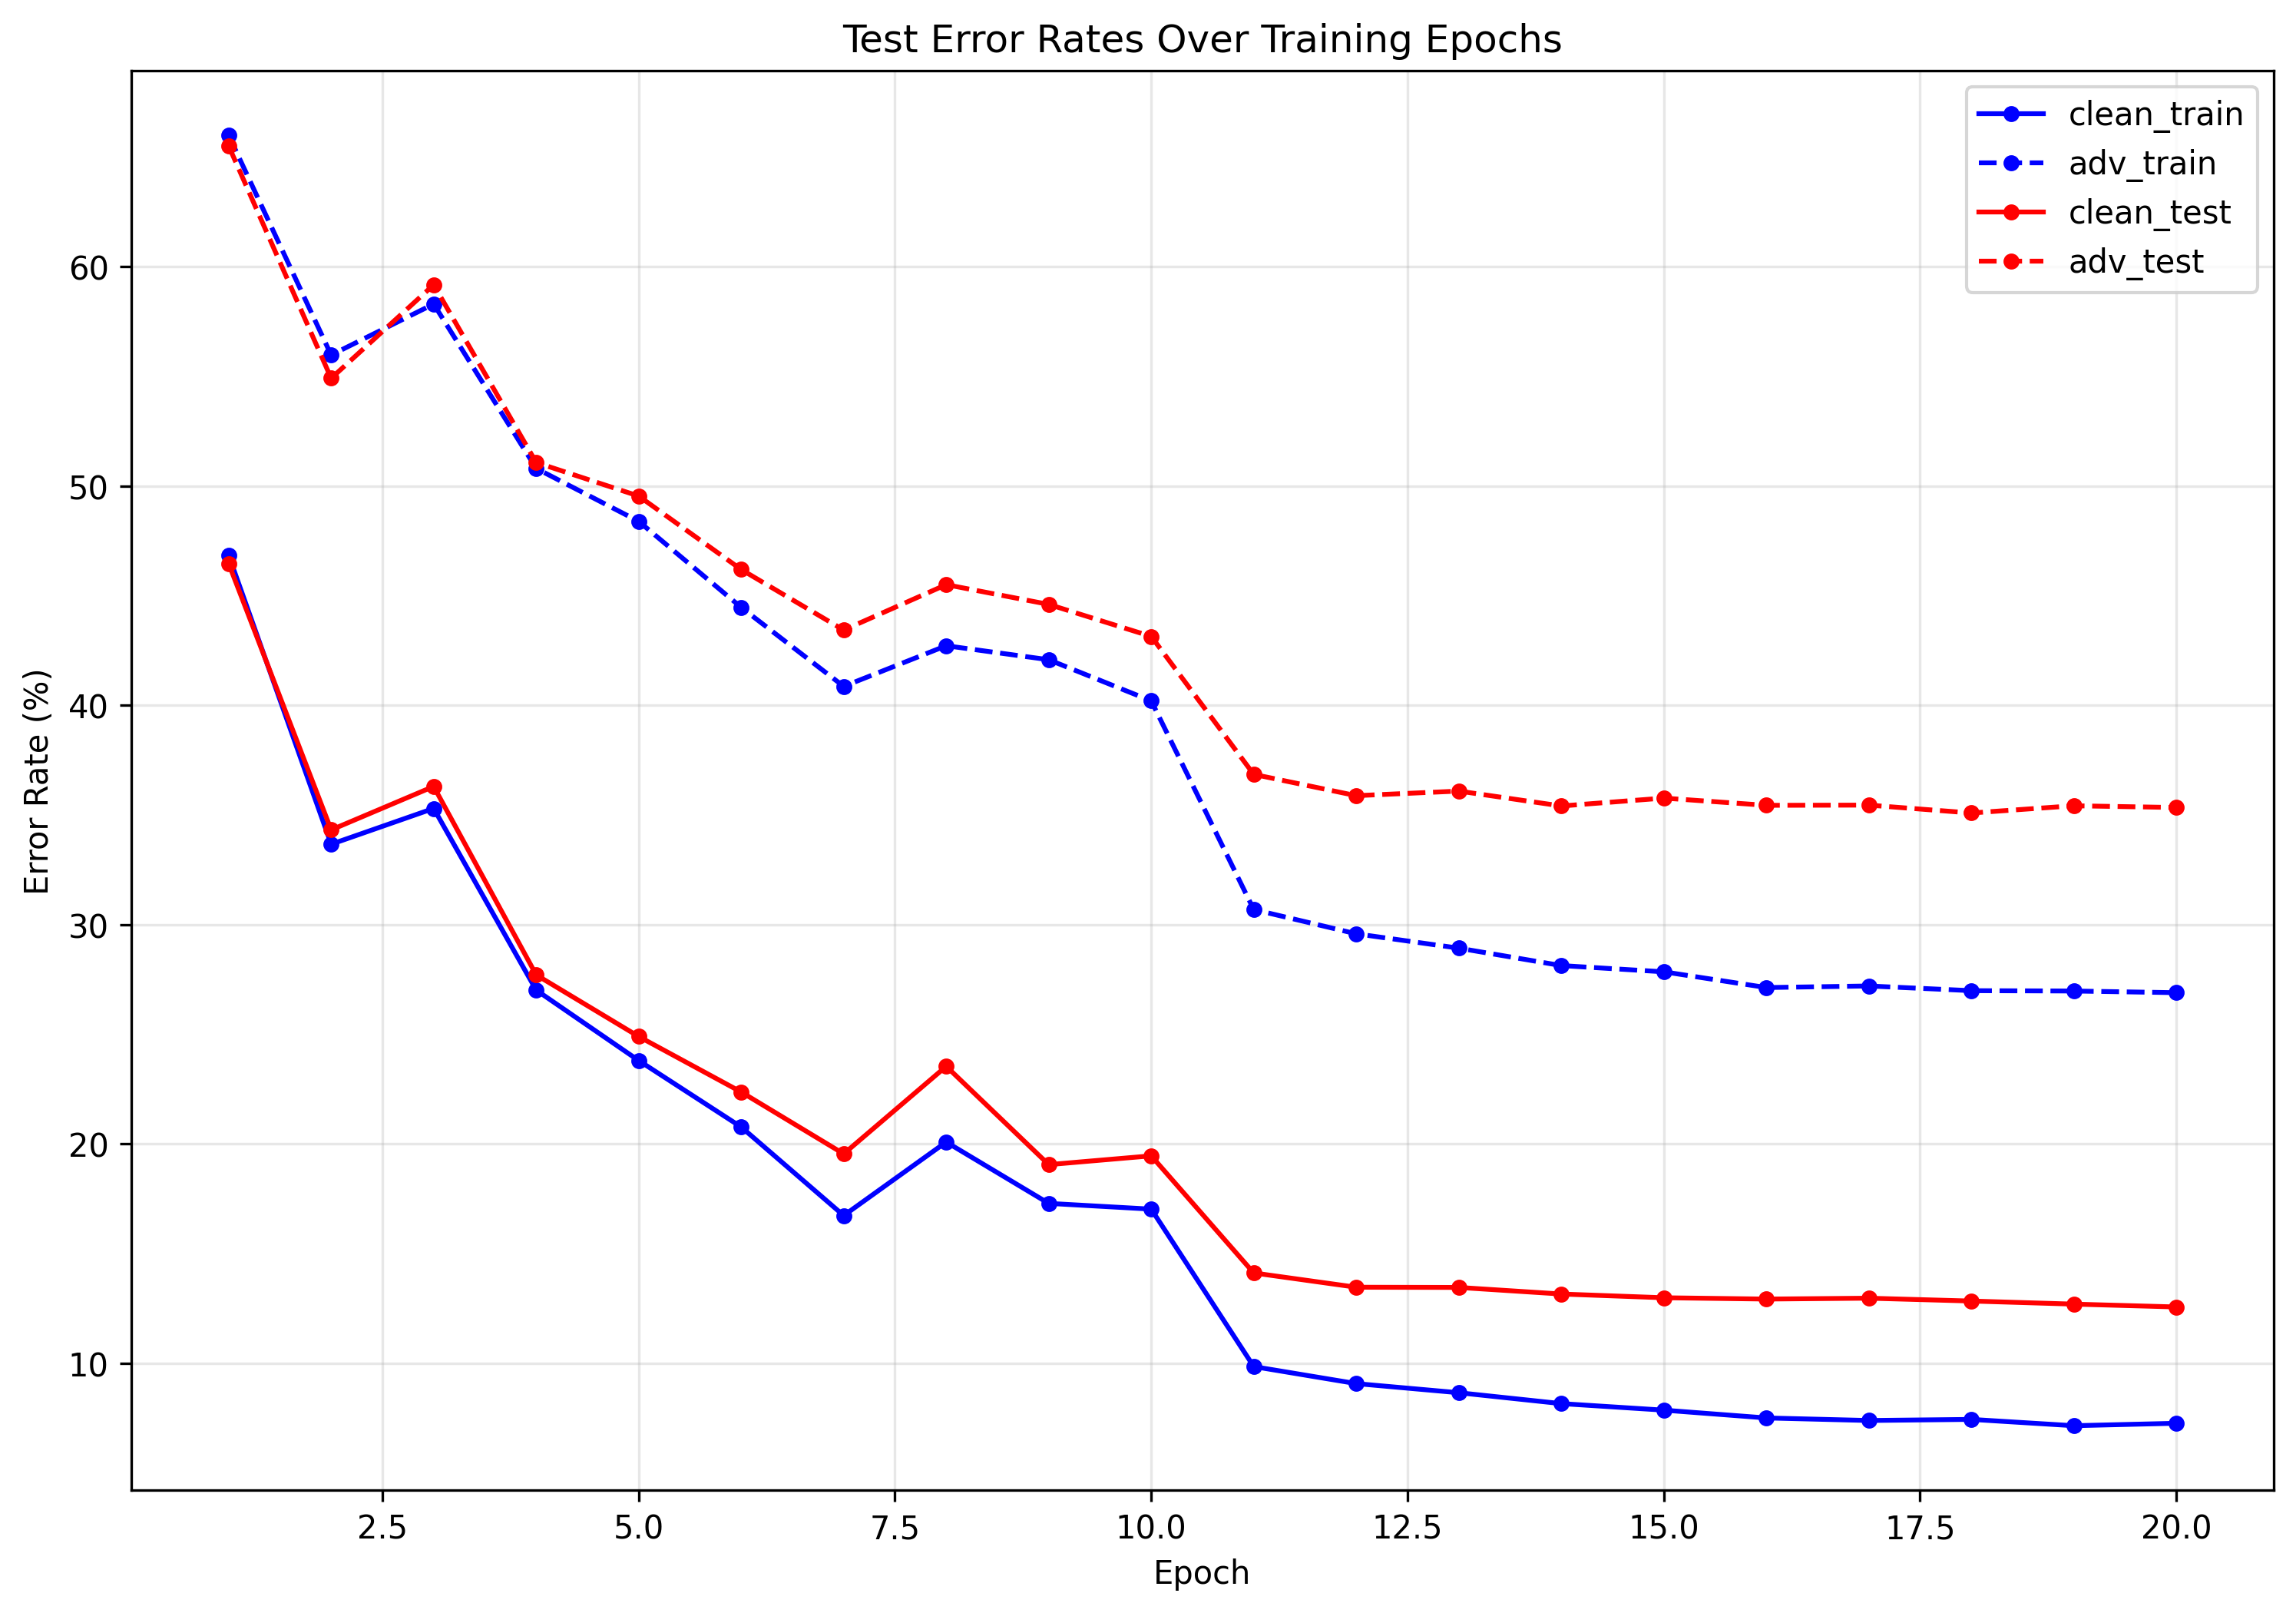 Test Error Rates Over Training Epochs
clean_train
adv_train
clean_test
adv_test
60
50
40
30
20
10
Error Rate (%)
2.5 5.0 7.5 10.0 12.5 15.0 17.5 20.0
Epoch